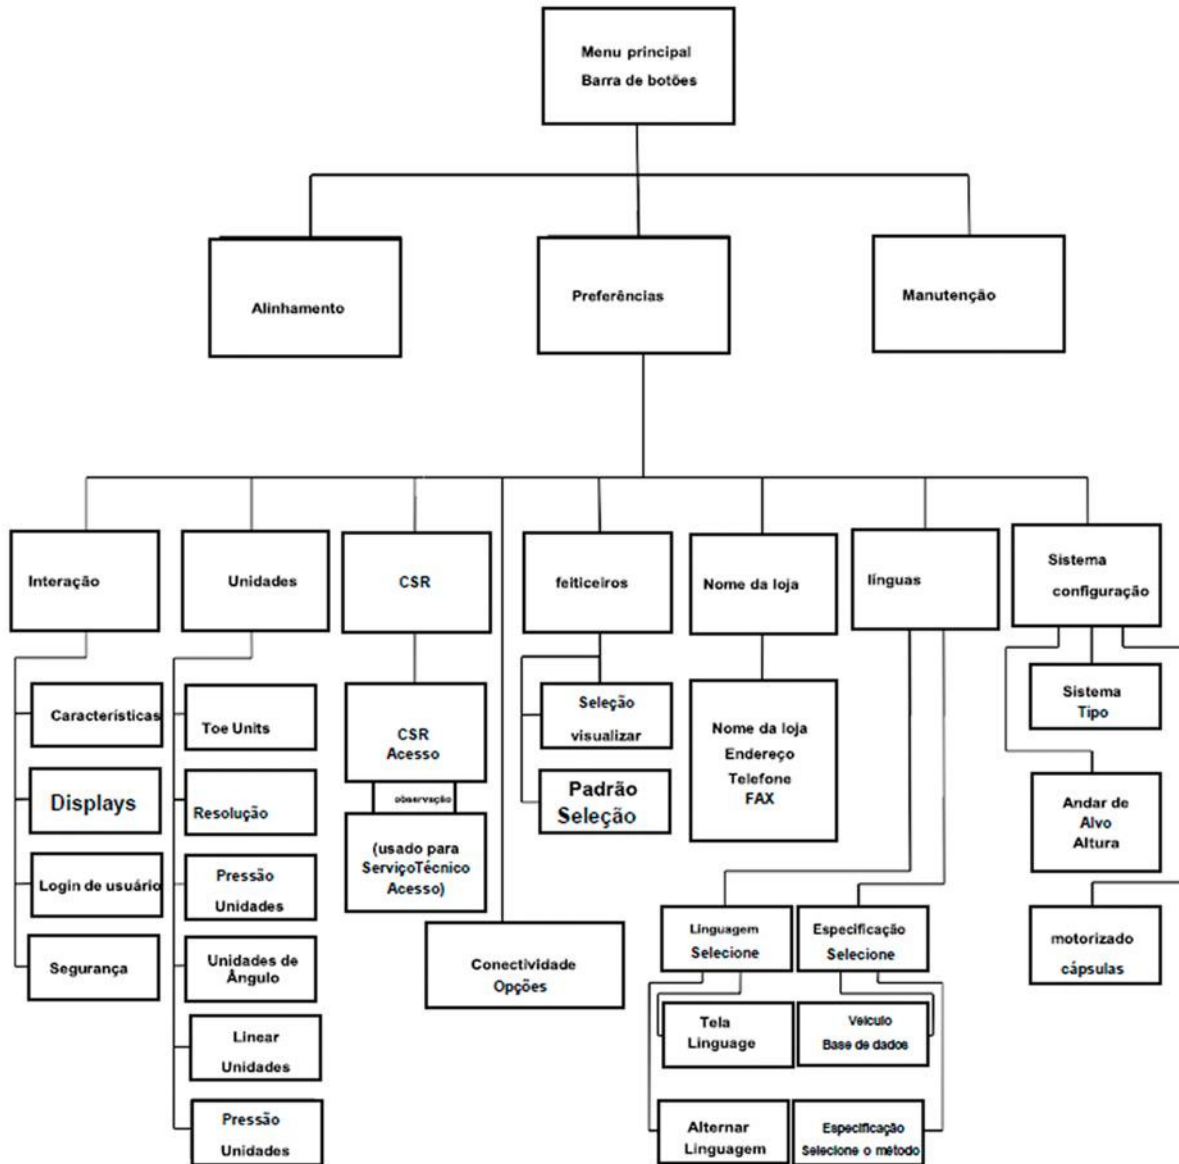 Menu principal
Barra de botões
Alinhamento
Preferências
Manutenção
Interação
Unidades
CSR
feiticeiros
Nome da loja
línguas
Sistema
configuração
Características
Displays
Login de usuário
Segurança
Toe Units
Resolução
Pressão
Unidades
Unidades de
Ângulo
Linear
Unidades
Pressão
Unidades
CSR
Acesso
observação
(usado para
ServiçoTécnico
Acesso)
Conectividade
Opções
Seleção
visualizar
Padrão
Seleção
Nome da loja
Endereço
Telefone
FAX
Linguagem
Selecione
Tela
Linguage
Alternar
Linguagem
Especificação
Selecione
Veículo
Base de dados
Especificação
Selecione o método
Sistema
Tipo
Andar de
Alvo
Altura
motorizado
cápsulas